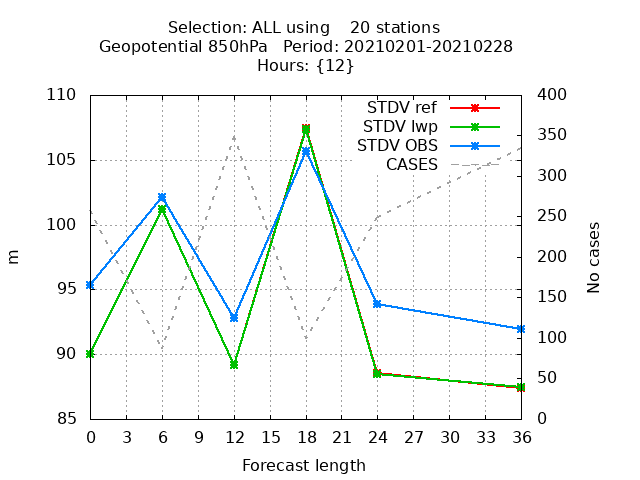 Selection: ALL using    20 stations
Geopotential 850hPa   Period: 20210201-20210228
Hours: {12}
110
105
100
95
90
85
m
STDV ref
STDV lwp
STDV OBS
CASES
400
350
300
250
200
150
100
50
0
No cases
0 3 6 9 12 15 18 21 24 27 30 33 36
Forecast length